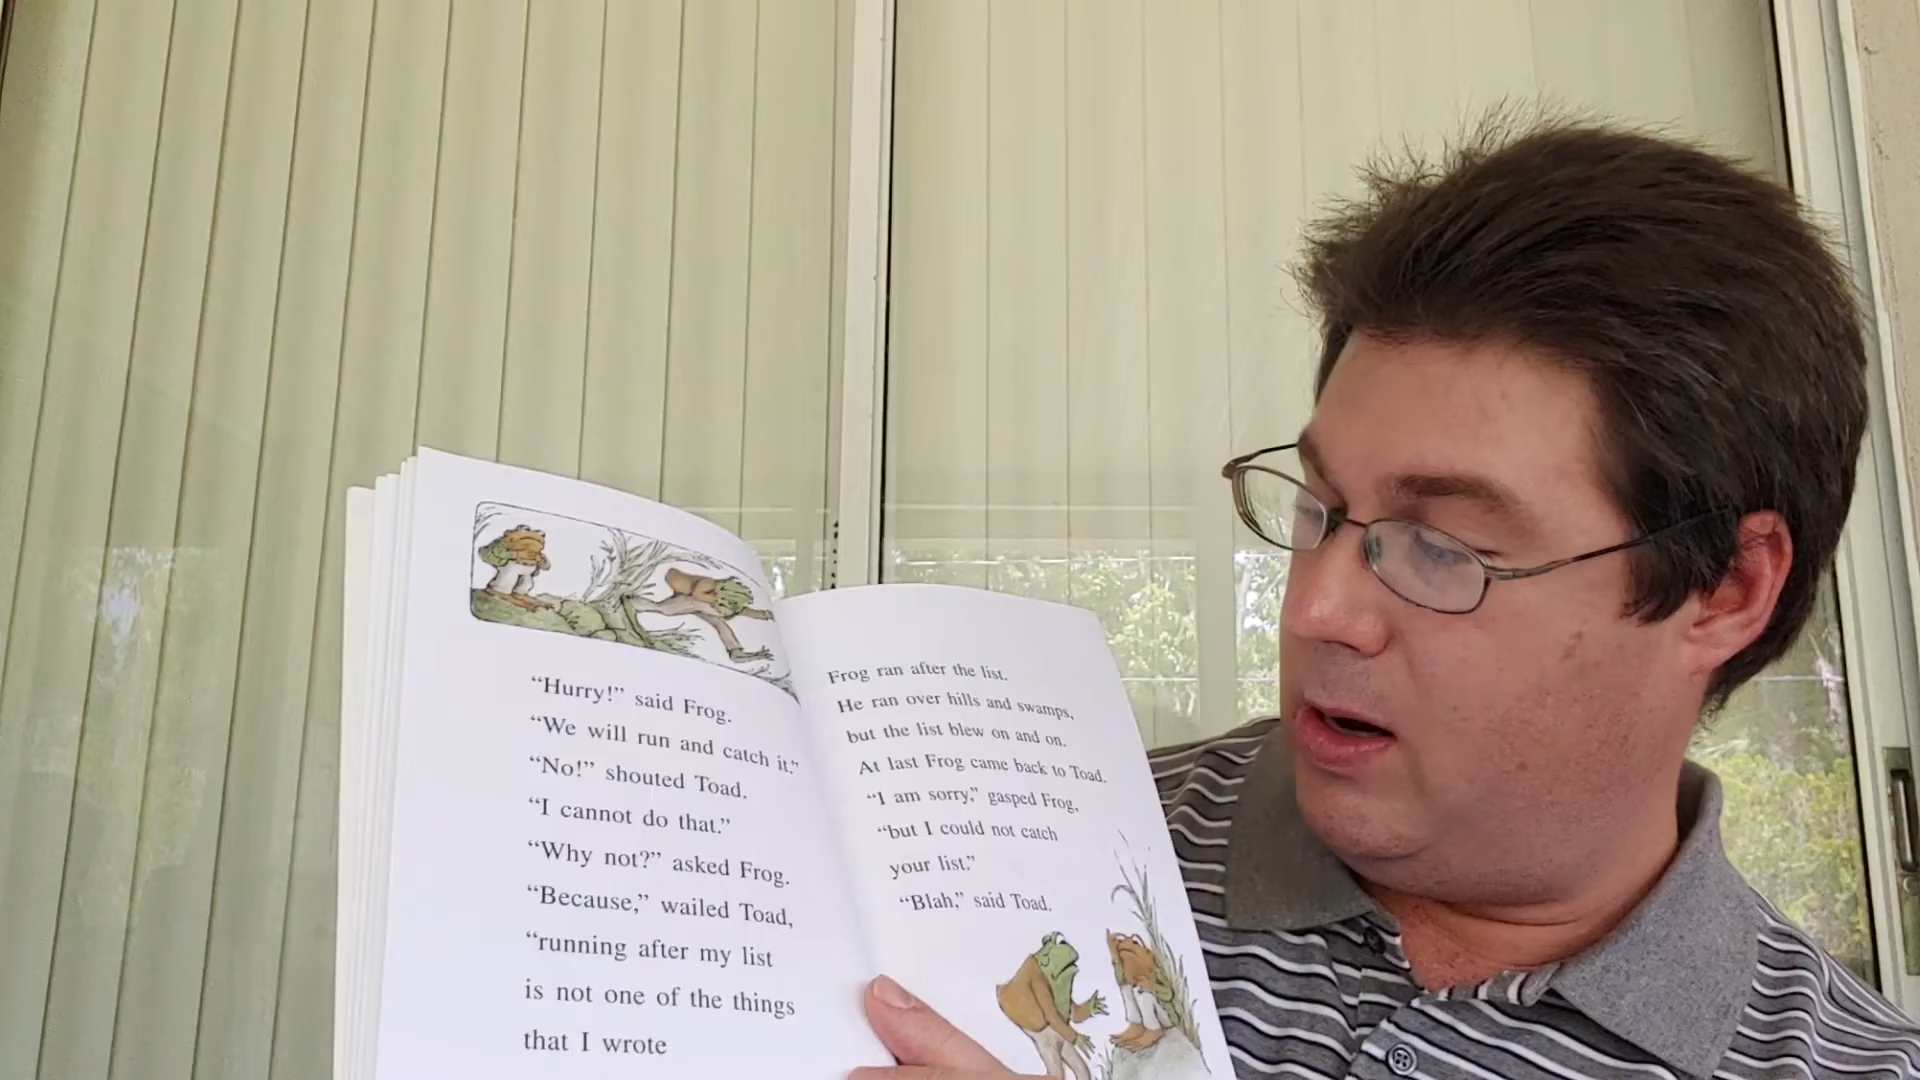 “Hurry!” said Frog.
“We will run and catch it.”
“No!” shouted Toad.
“I cannot do that.”
“Why not?” asked Frog.
“Because,” wailed Toad,
“running after my list
is not one of the things
that I wrote
Frog ran after the list.
He ran over hills and swamps,
but the list blew on and on.
At last Frog came back to Toad.
“I am sorry,” gasped Frog,
“but I could not catch
your list.”
“Blah,” said Toad.